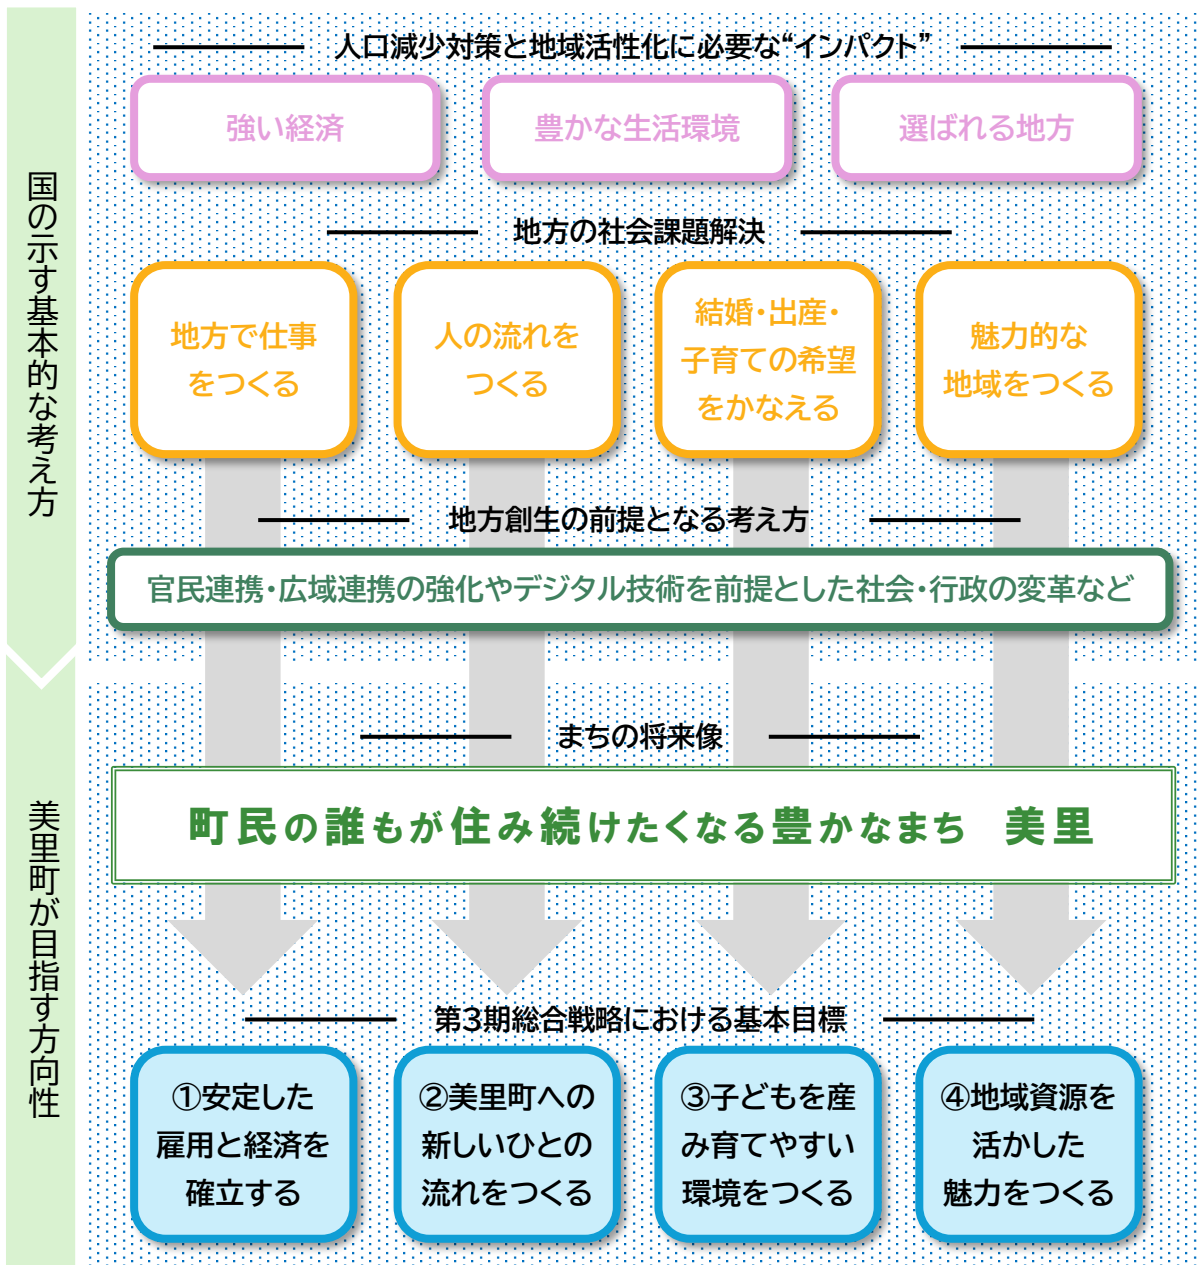 国の示す基本的な考え方
人口減少対策と地域活性化に必要な“インパクト”
強い経済
豊かな生活環境
選ばれる地方
地方の社会課題解決
地方で仕事
をつくる
人の流れを
つくる
結婚・出産・
子育ての希望
をかなえる
魅力的な
地域をつくる
地方創生の前提となる考え方
官民連携・広域連携の強化やデジタル技術を前提とした社会・行政の変革など
美里町が目指す方向性
まちの将来像
町民の誰もが住み続けたくなる豊かなまち　美里
第3期総合戦略における基本目標
①安定した
雇用と経済を
確立する
②美里町への
新しいひとの
流れをつくる
③子どもを産
み育てやすい
環境をつくる
④地域資源を
活かした
魅力をつくる